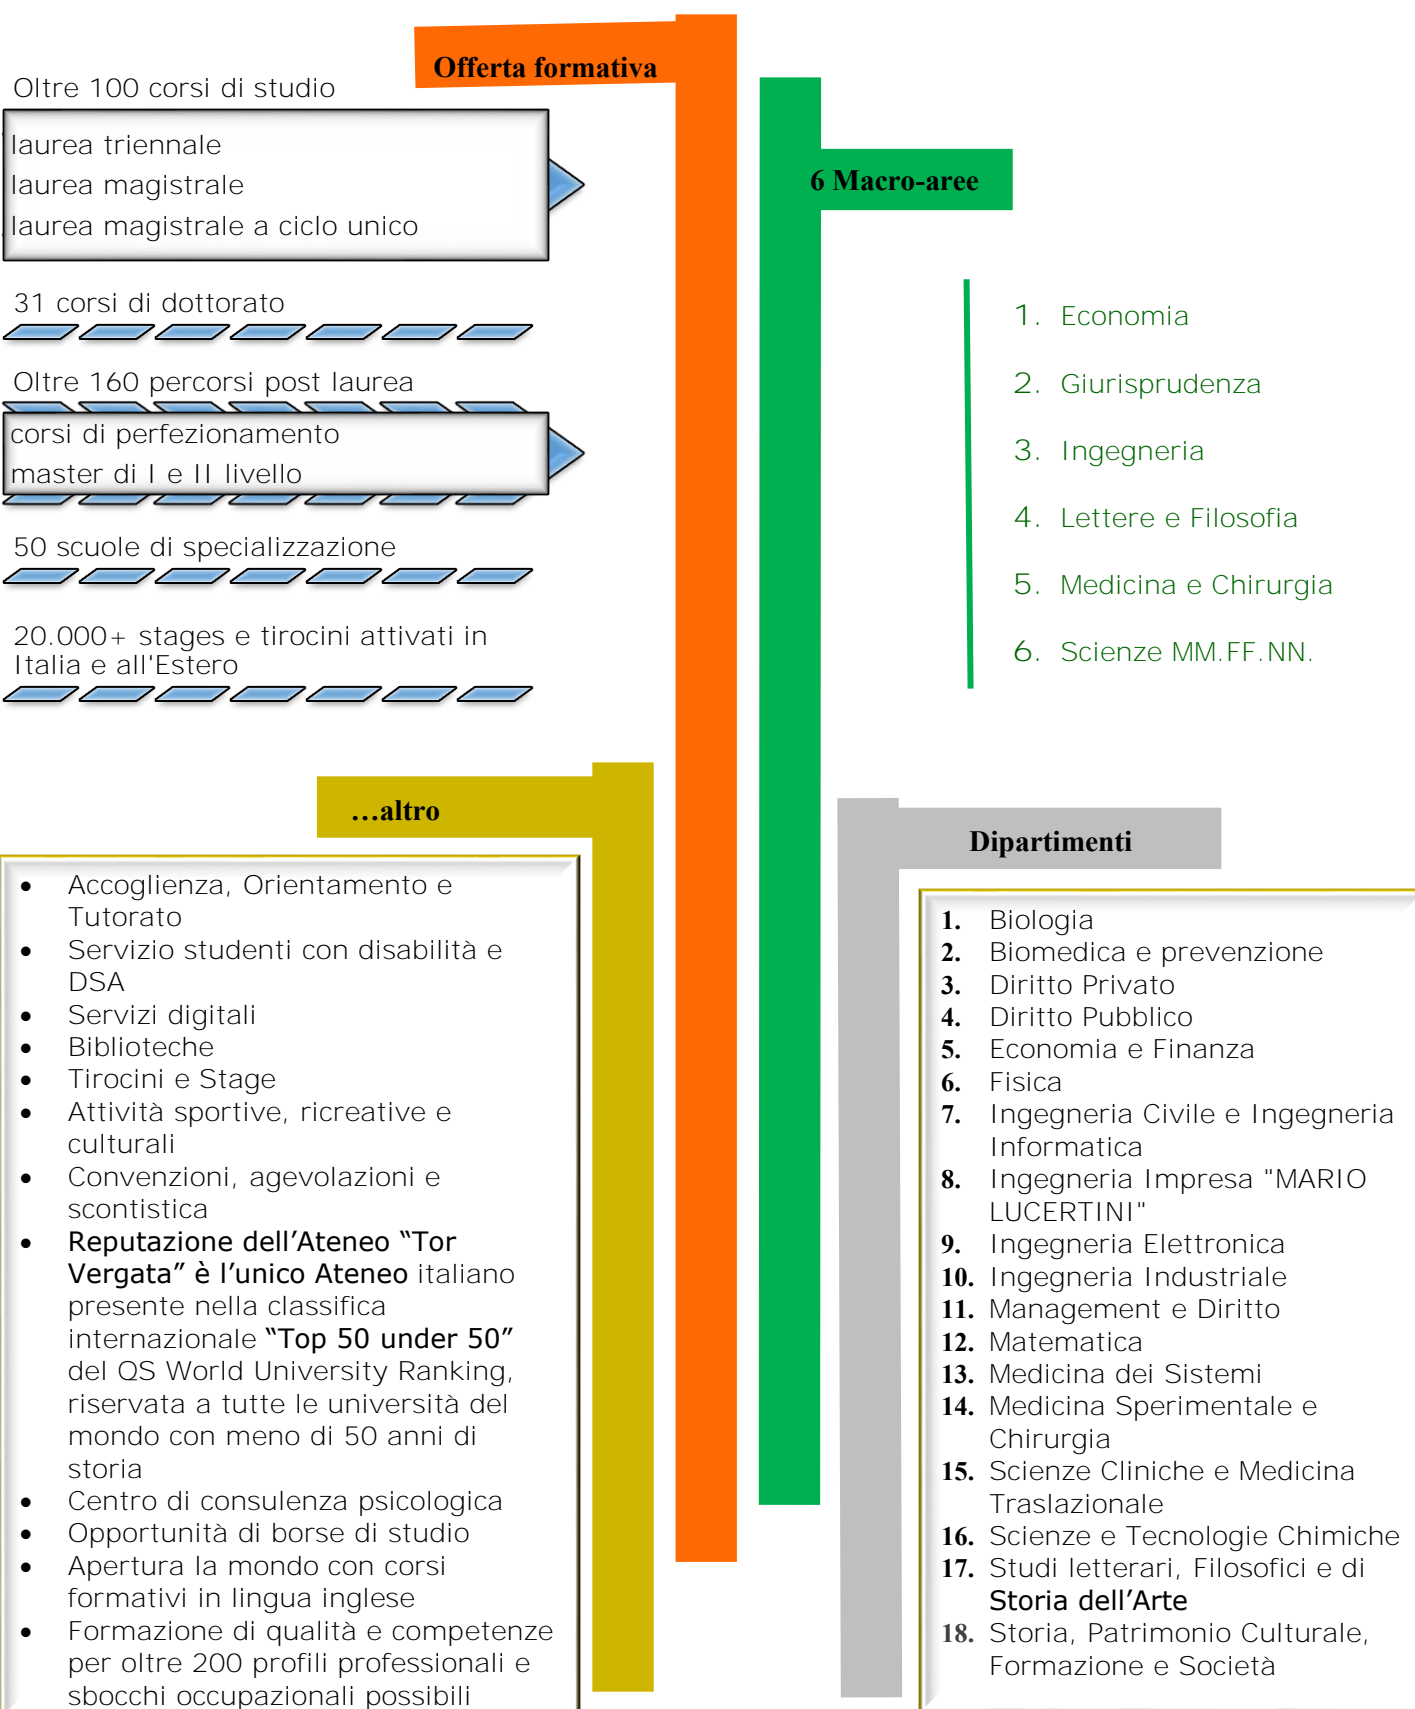 Offerta formativa
Oltre 100 corsi di studio
laurea triennale
laurea magistrale
laurea magistrale a ciclo unico
31 corsi di dottorato
Oltre 160 percorsi post laurea
corsi di perfezionamento
master di I e II livello
50 scuole di specializzazione
20.000+ stages e tirocini attivati in
Italia e all'Estero
6 Macro-aree
1. Economia
2. Giurisprudenza
3. Ingegneria
4. Lettere e Filosofia
5. Medicina e Chirurgia
6. Scienze MM.FF.NN.
…altro
• Accoglienza, Orientamento e
Tutorato
• Servizio studenti con disabilità e
DSA
• Servizi digitali
• Biblioteche
• Tirocini e Stage
• Attività sportive, ricreative e
culturali
• Convenzioni, agevolazioni e
scontistica
• Reputazione dell’Ateneo “Tor
Vergata” è l’unico Ateneo italiano
presente nella classifica
internazionale “Top 50 under 50”
del QS World University Ranking,
riservata a tutte le università del
mondo con meno di 50 anni di
storia
• Centro di consulenza psicologica
• Opportunità di borse di studio
• Apertura la mondo con corsi
formativi in lingua inglese
• Formazione di qualità e competenze
per oltre 200 profili professionali e
sbocchi occupazionali possibili
Dipartimenti
1. Biologia
2. Biomedica e prevenzione
3. Diritto Privato
4. Diritto Pubblico
5. Economia e Finanza
6. Fisica
7. Ingegneria Civile e Ingegneria
Informatica
8. Ingegneria Impresa "MARIO
LUCERTINI"
9. Ingegneria Elettronica
10. Ingegneria Industriale
11. Management e Diritto
12. Matematica
13. Medicina dei Sistemi
14. Medicina Sperimentale e
Chirurgia
15. Scienze Cliniche e Medicina
Traslazionale
16. Scienze e Tecnologie Chimiche
17. Studi letterari, Filosofici e di
Storia dell’Arte
18. Storia, Patrimonio Culturale,
Formazione e Società